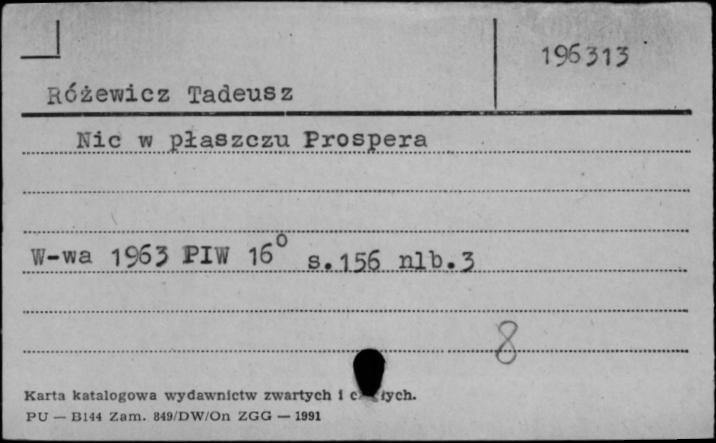 196313
Różewicz Tadeusz
Nic w płaszczu Prospera
W-wa 1963 PIW 16° s.156 nlb.3
8
Karta katalogowa wydawnictw zwartych i
PU — B144 Zam. 849/DW/On ZGG — 1991